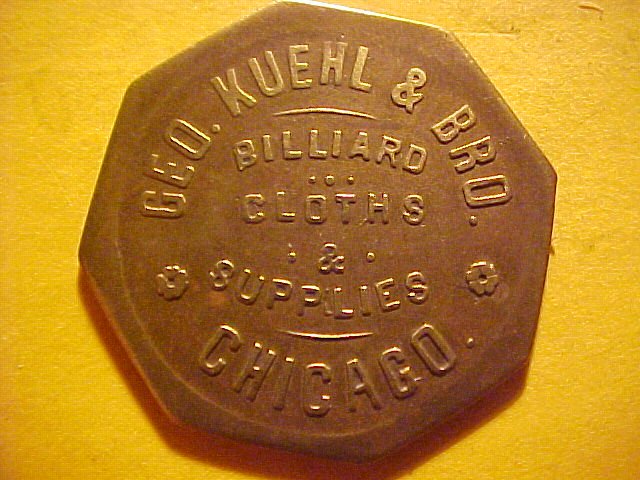 GEO. KUEHL & BRO.
BILLIARD
CLOTHS
&
SUPPLIES
CHICAGO.